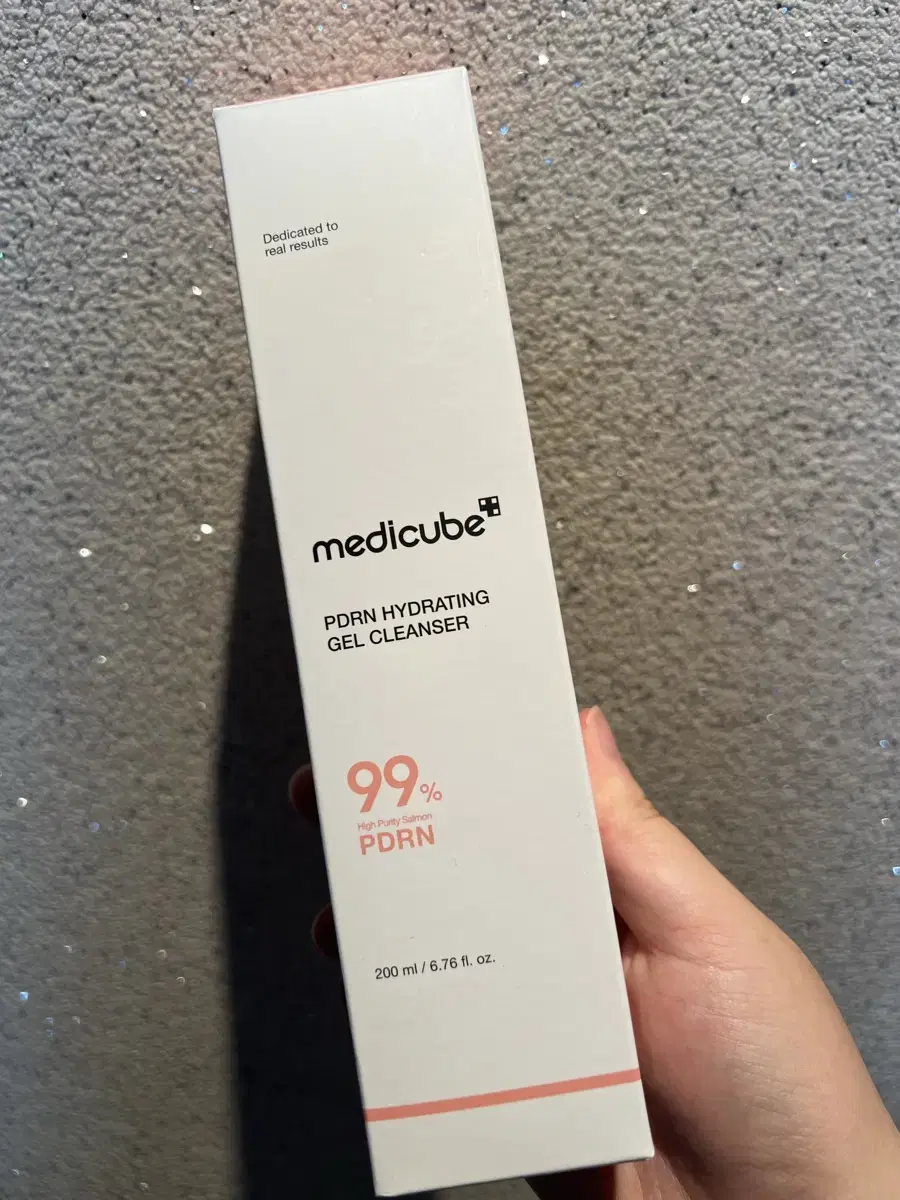 Dedicated to
real results
medicube
PDRN HYDRATING
GEL CLEANSER
99%
High Purity Salmon
PDRN
200 ml / 6.76 fl. oz.